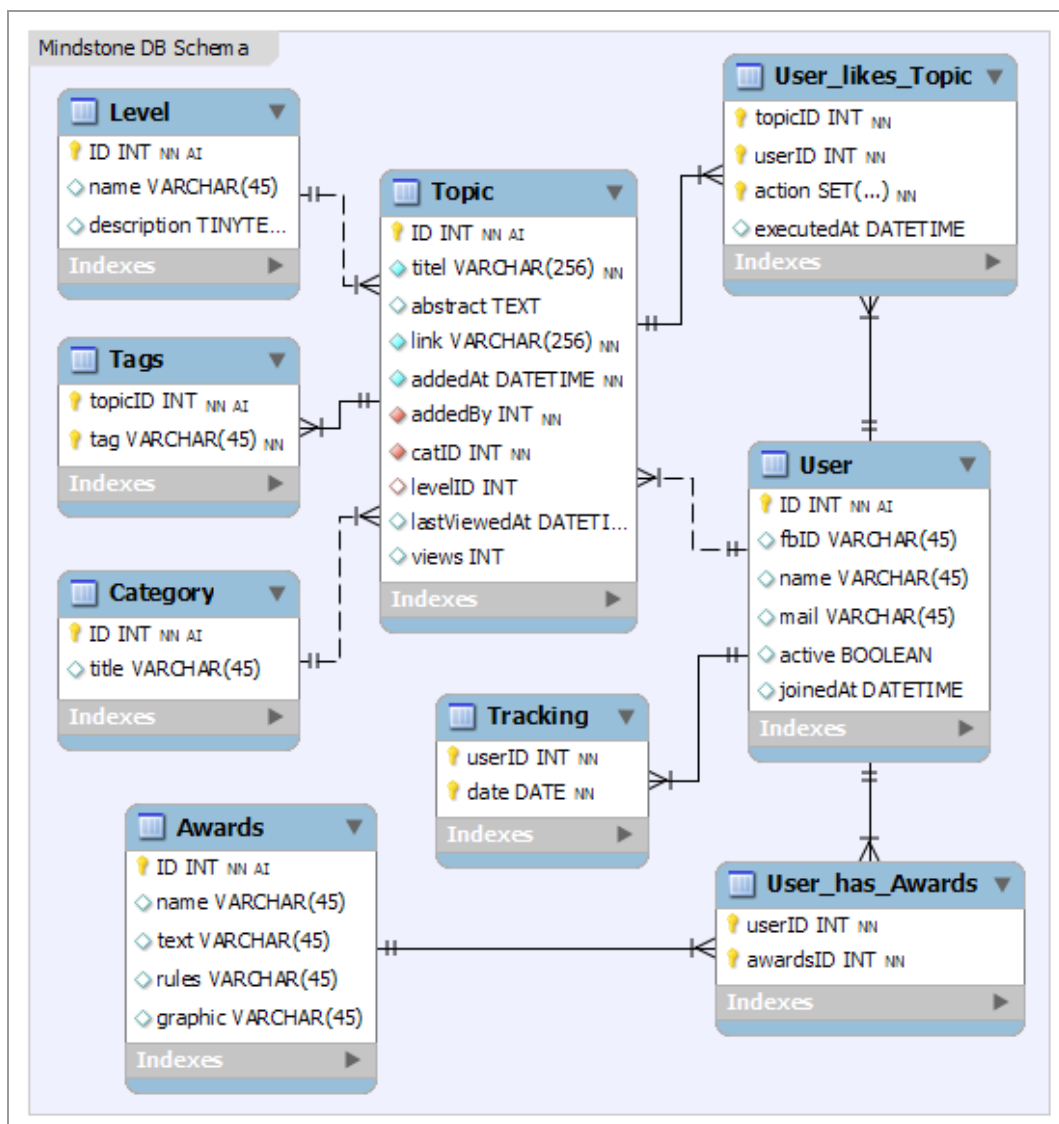 Mindstone DB Schema
Level
ID INT NN AI
name VARCHAR(45)
description TINYTE...
Indexes
Tags
topicID INT NN AI
tag VARCHAR(45) NN
Indexes
Category
ID INT NN AI
title VARCHAR(45)
Indexes
Topic
ID INT NN AI
titel VARCHAR(256) NN
abstract TEXT
link VARCHAR(256) NN
addedAt DATETIME NN
addedBy INT NN
catID INT NN
levelID INT
lastViewedAt DATETI...
views INT
Indexes
User_likes_Topic
topicID INT NN
userID INT NN
action SET(...) NN
executedAt DATETIME
Indexes
User
ID INT NN AI
fbID VARCHAR(45)
name VARCHAR(45)
mail VARCHAR(45)
active BOOLEAN
joinedAt DATETIME
Indexes
Tracking
userID INT NN
date DATE NN
Indexes
Awards
ID INT NN AI
name VARCHAR(45)
text VARCHAR(45)
rules VARCHAR(45)
graphic VARCHAR(45)
Indexes
User_has_Awards
userID INT NN
awardsID INT NN
Indexes